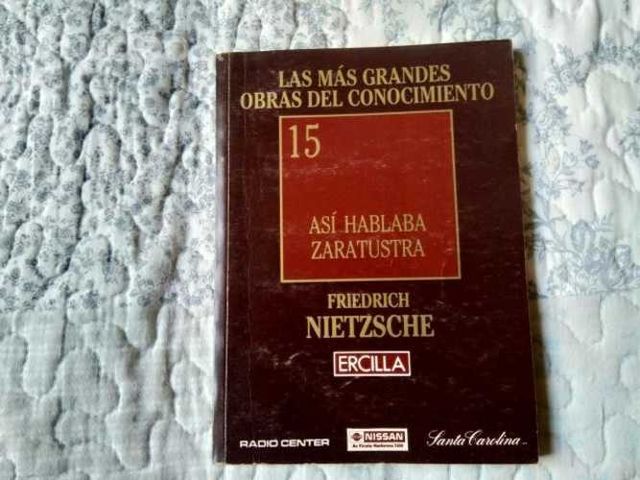 LAS MÁS GRANDES
OBRAS DEL CONOCIMIENTO
15
ASÍ HABLABA
ZARATUSTRA
FRIEDRICH
NIETZSCHE
ERCILLA
RADIO CENTER
NISSAN
Santa Carolina